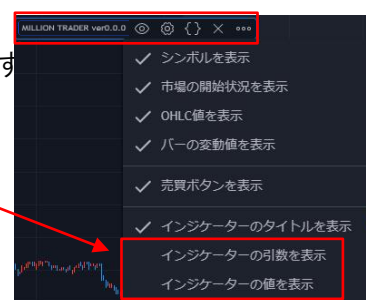 MILLION TRADER ver0.0.0
す
シンボルを表示
市場の開始状況を表示
OHLC値を表示
バーの変動値を表示
売買ボタンを表示
インジケーターのタイトルを表示
インジケーターの引数を表示
インジケーターの値を表示